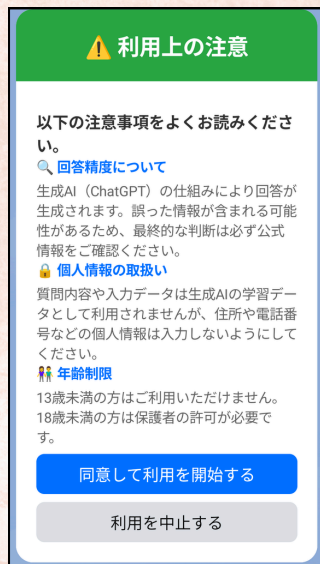 ⚠️ 利用上の注意
以下の注意事項をよくお読みくださ
い。
🔍 回答精度について
生成AI（ChatGPT）の仕組みにより回答が
生成されます。誤った情報が含まれる可能
性があるため、最終的な判断は必ず公式
情報をご確認ください。
🔒 個人情報の取扱い
質問内容や入力データは生成AIの学習デー
タとして利用されませんが、住所や電話番
号などの個人情報は入力しないようにして
ください。
👫 年齢制限
13歳未満の方はご利用いただけません。
18歳未満の方は保護者の許可が必要で
す。
同意して利用を開始する
利用を中止する